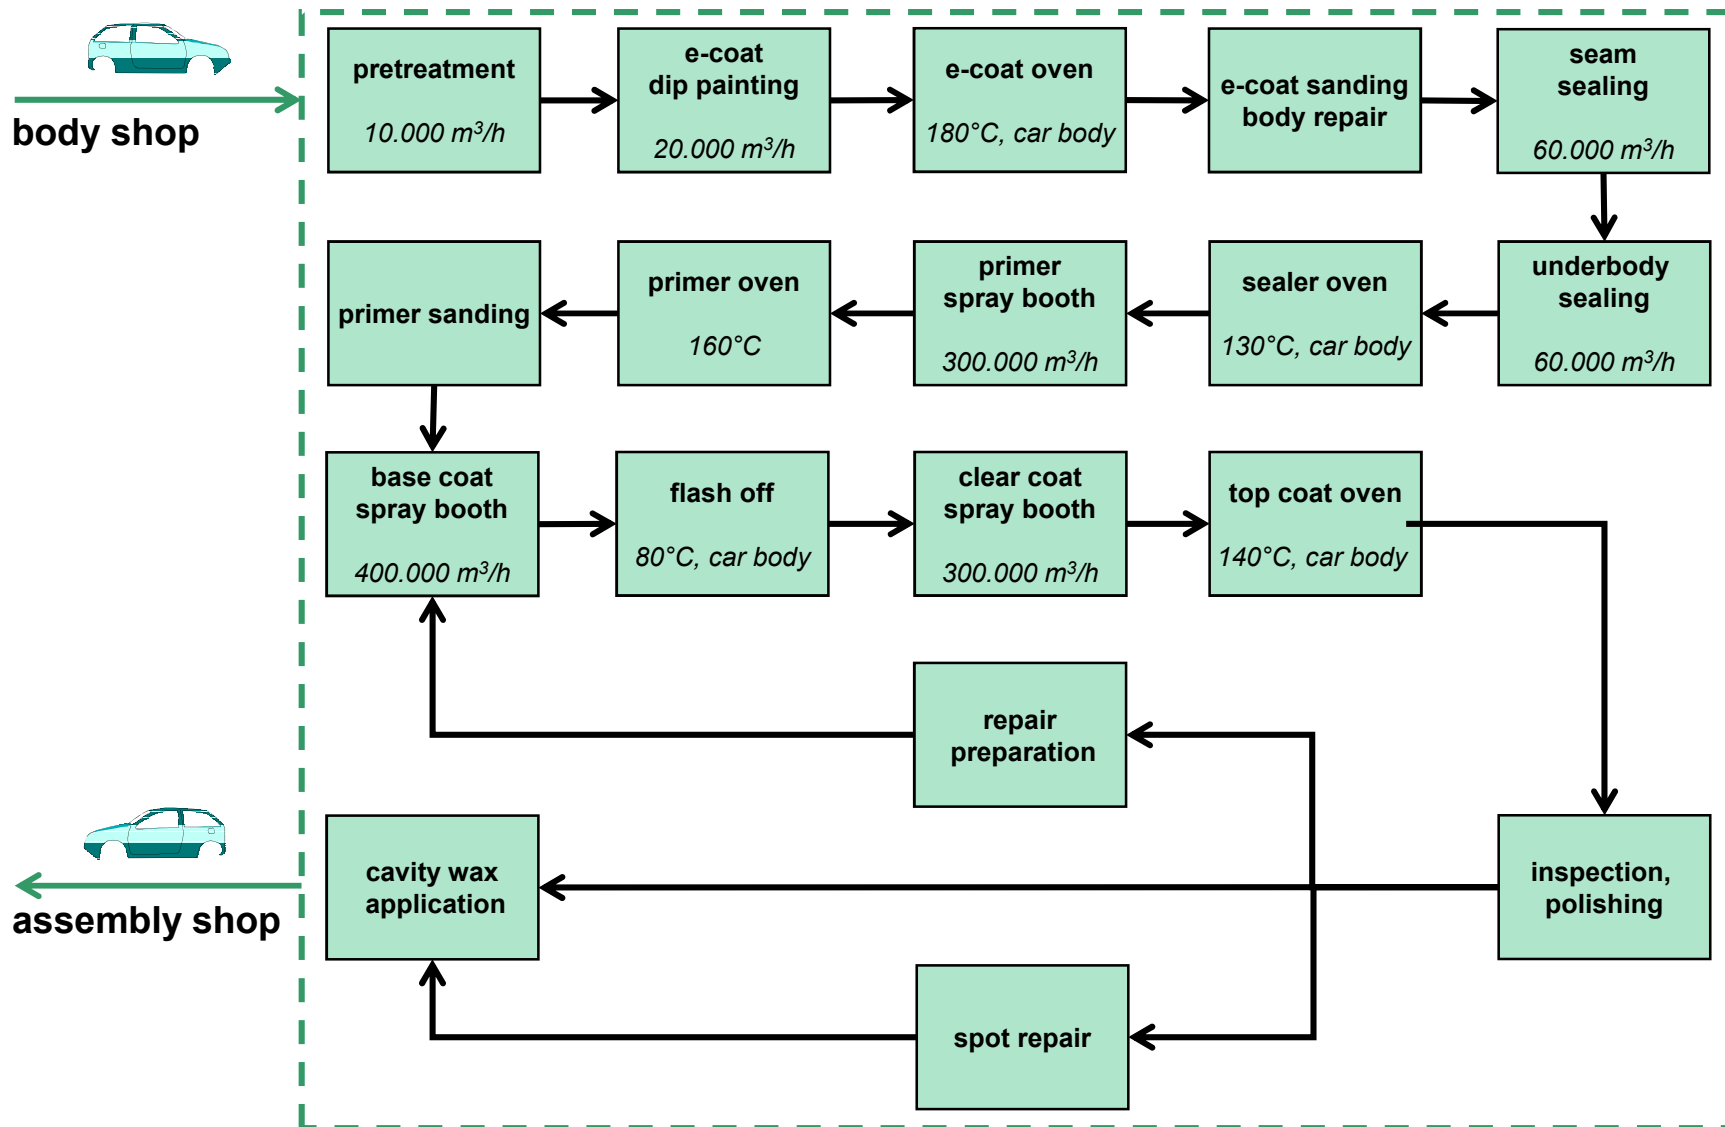 body shop
pretreatment
10.000 m³/h
e-coat
dip painting
20.000 m³/h
e-coat oven
180°C, car body
e-coat sanding
body repair
seam
sealing
60.000 m³/h
primer sanding
primer oven
160°C
primer
spray booth
300.000 m³/h
sealer oven
130°C, car body
underbody
sealing
60.000 m³/h
base coat
spray booth
400.000 m³/h
flash off
80°C, car body
clear coat
spray booth
300.000 m³/h
top coat oven
140°C, car body
repair
preparation
assembly shop
cavity wax
application
inspection,
polishing
spot repair